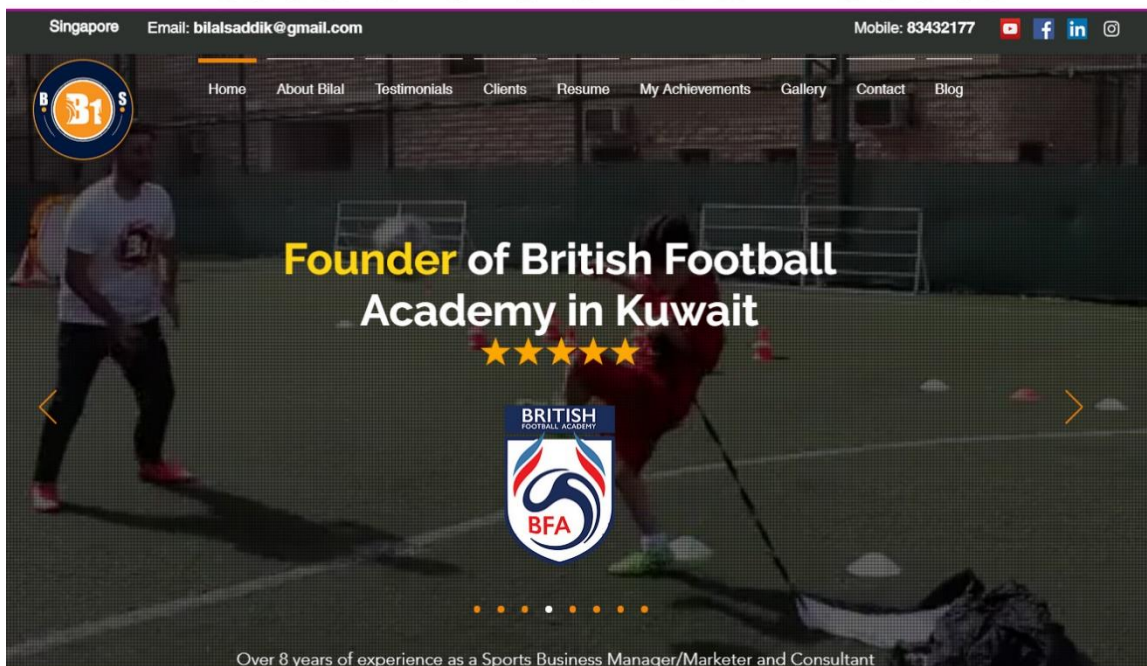 Singapore Email: bilalsaddik@gmail.com Mobile: 83432177
B B1 S
Home About Bilal Testimonials Clients Resume My Achievements Gallery Contact Blog
Founder of British Football
Academy in Kuwait
BRITISH
FOOTBALL ACADEMY
BFA
Over 8 years of experience as a Sports Business Manager/Marketer and Consultant